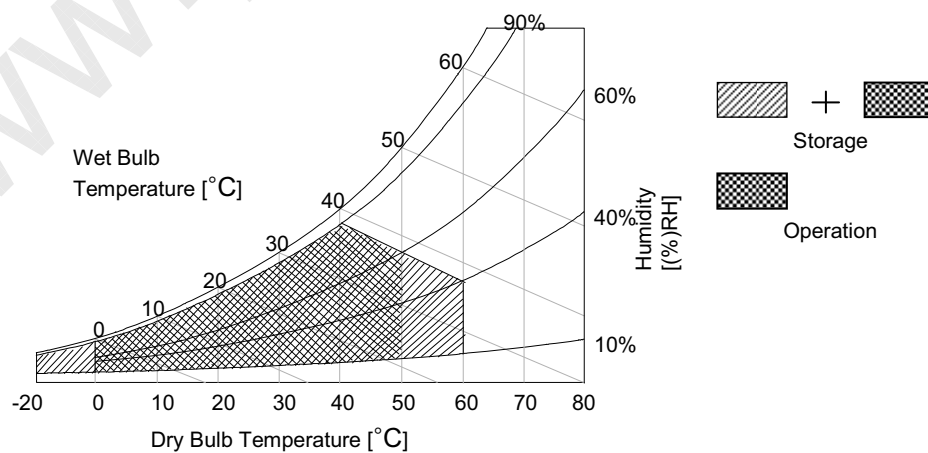 90%
60
60%
50
Wet Bulb
Temperature [°C]
40
40%
30
20
10
0
10%
Humidity
[(%)RH]
-20 0 10 20 30 40 50 60 70 80
Dry Bulb Temperature [°C]
+
Storage
Operation